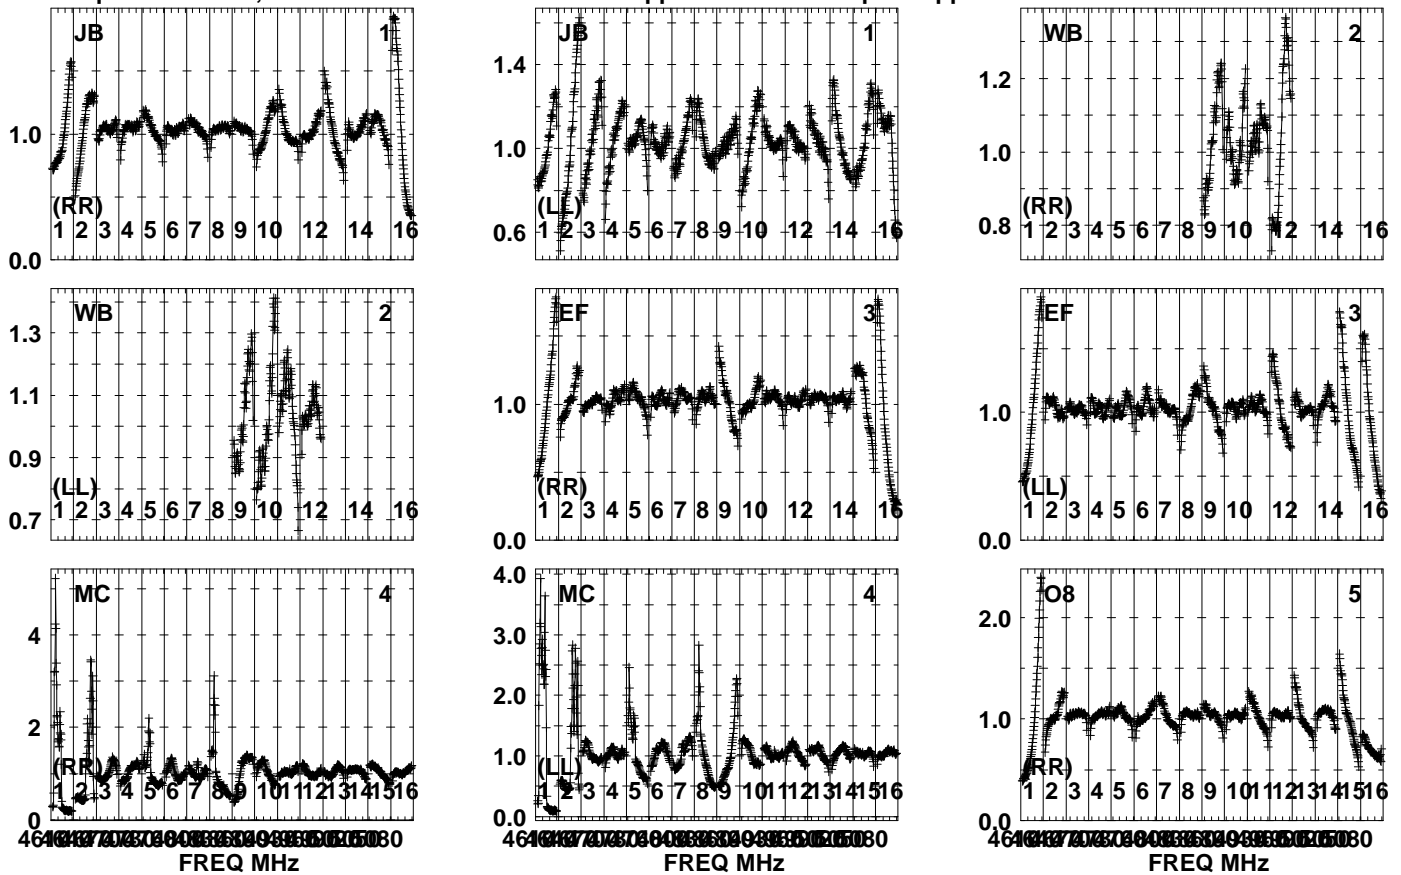 JB 1
1.0
(RR)
1 2 3 4 5 6 7 8 9 10 12 14 16
0.0
JB 1
1.4
1.0
(LL)
0.6
1 2 3 4 5 6 7 8 9 10 12 14 16
WB 2
1.2
1.0
(RR)
0.8
1 2 3 4 5 6 7 8 9 10 12 14 16
WB 2
1.3
1.1
0.9
(LL)
1 2 3 4 5 6 7 8 9 10 12 16
0.7
EF 3
1.0
(RR)
1 2 3 4 5 6 7 8 9 10 12 14 16
0.0
EF 3
1.0
(LL)
1 2 3 4 5 6 7 8 9 10 12 14 16
0.0
MC 4
4
2
(RR)
1 2 3 4 5 6 7 8 9 10 11 12 13 14 15 16
0
FREQ MHz
MC 4
4.0
3.0
2.0
1.0
(LL)
1 2 3 4 5 6 7 8 9 10 11 12 13 14 15 16
0.0
FREQ MHz
O8 5
2.0
1.0
(RR)
1 2 3 4 5 6 7 8 9 10 11 12 13 14 15 16
0.0
FREQ MHz